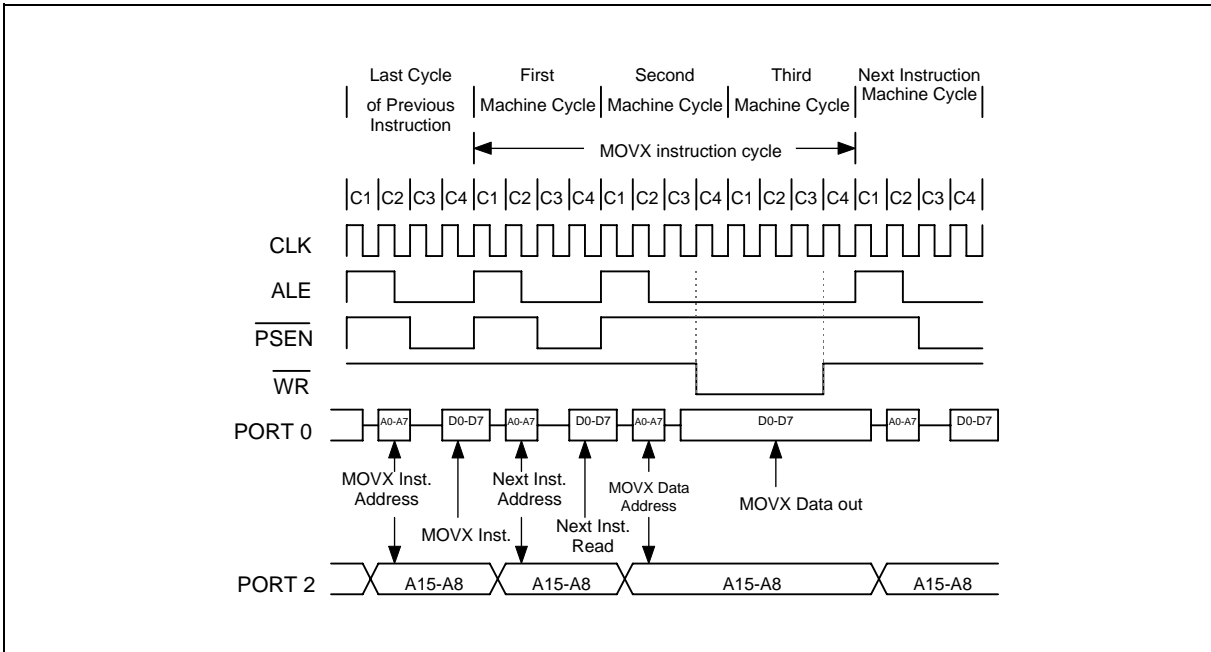 Last Cycle First Second Third Next Instruction
of Previous Machine Cycle Machine Cycle Machine Cycle Machine Cycle
Instruction
MOVX instruction cycle
C1 C2 C3 C4 C1 C2 C3 C4 C1 C2 C3 C4 C1 C2 C3 C4 C1 C2 C3 C4
CLK
ALE
PSEN
WR
PORT 0 A0-A7 D0-D7 A0-A7 D0-D7 A0-A7 D0-D7 A0-A7 D0-D7
MOVX Inst. Next Inst. MOVX Data
Address Address Address
MOVX Data out
MOVX Inst. Next Inst.
Read
PORT 2 A15-A8 A15-A8 A15-A8 A15-A8